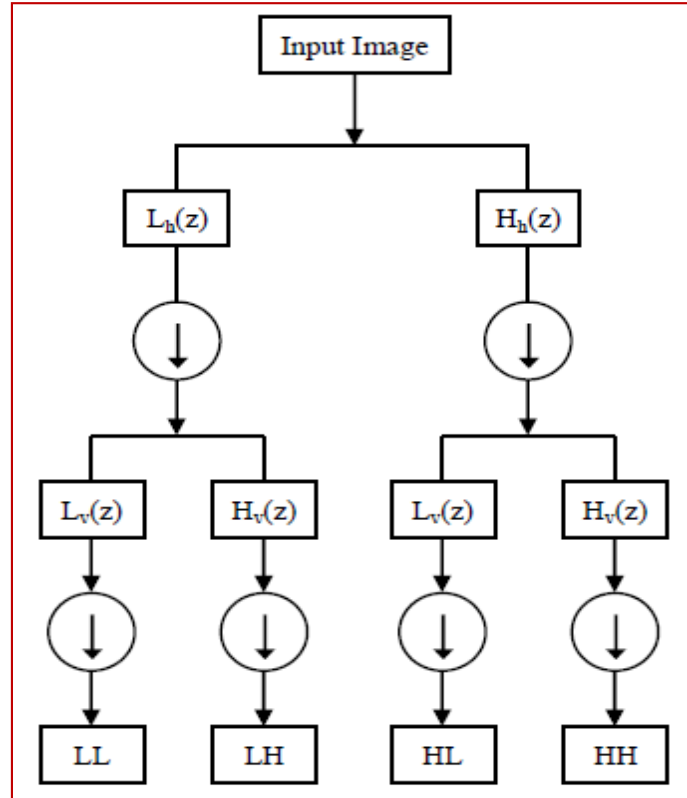 Input Image
Lₕ(z) Hₕ(z)
↓ ↓
Lᵥ(z) Hᵥ(z) Lᵥ(z) Hᵥ(z)
↓ ↓ ↓ ↓
LL LH HL HH